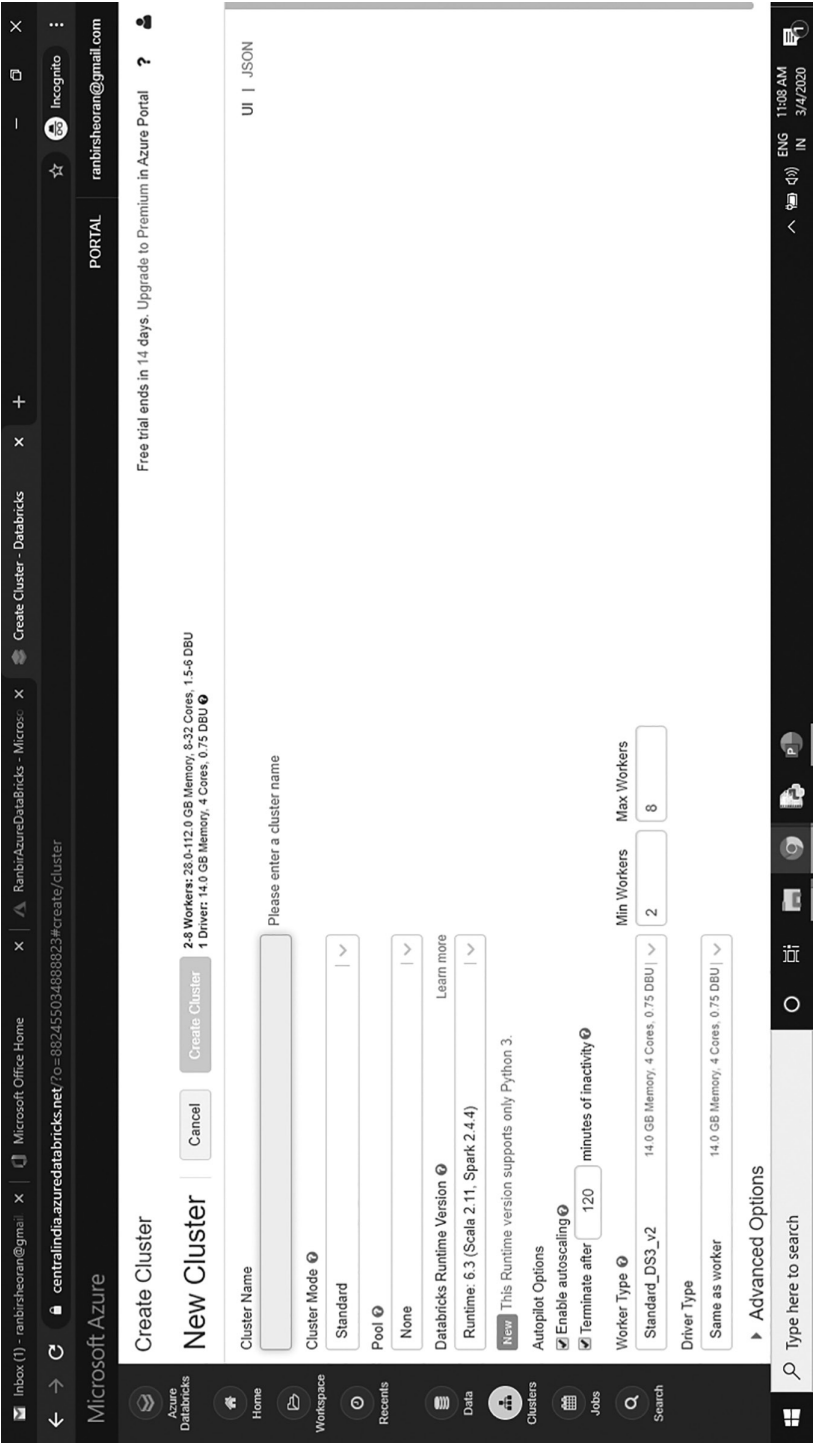 Inbox (1) - ranbirsheoran@gmail × Microsoft Office Home × RanbirAzureDataBricks - Microso × Create Cluster - Databricks × +
centralindia.azuredatabricks.net/?o=882455034888823#create/cluster Incognito
Microsoft Azure PORTAL ranbirsheoran@gmail.com
Azure Databricks
Home
Workspace
Recents
Data
Clusters
Jobs
Search
Create Cluster Free trial ends in 14 days. Upgrade to Premium in Azure Portal ?
New Cluster Cancel Create Cluster
2-8 Workers: 28.0-112.0 GB Memory, 8-32 Cores, 1.5-6 DBU
1 Driver: 14.0 GB Memory, 4 Cores, 0.75 DBU
UI | JSON
Cluster Name
Please enter a cluster name
Cluster Mode
Standard
Pool
None
Databricks Runtime Version Learn more
Runtime: 6.3 (Scala 2.11, Spark 2.4.4)
New This Runtime version supports only Python 3.
Autopilot Options
Enable autoscaling
Terminate after 120 minutes of inactivity
Worker Type Min Workers Max Workers
Standard_DS3_v2 14.0 GB Memory, 4 Cores, 0.75 DBU 2 8
Driver Type
Same as worker 14.0 GB Memory, 4 Cores, 0.75 DBU
Advanced Options
Type here to search
ENG
IN
11:08 AM
3/4/2020
1